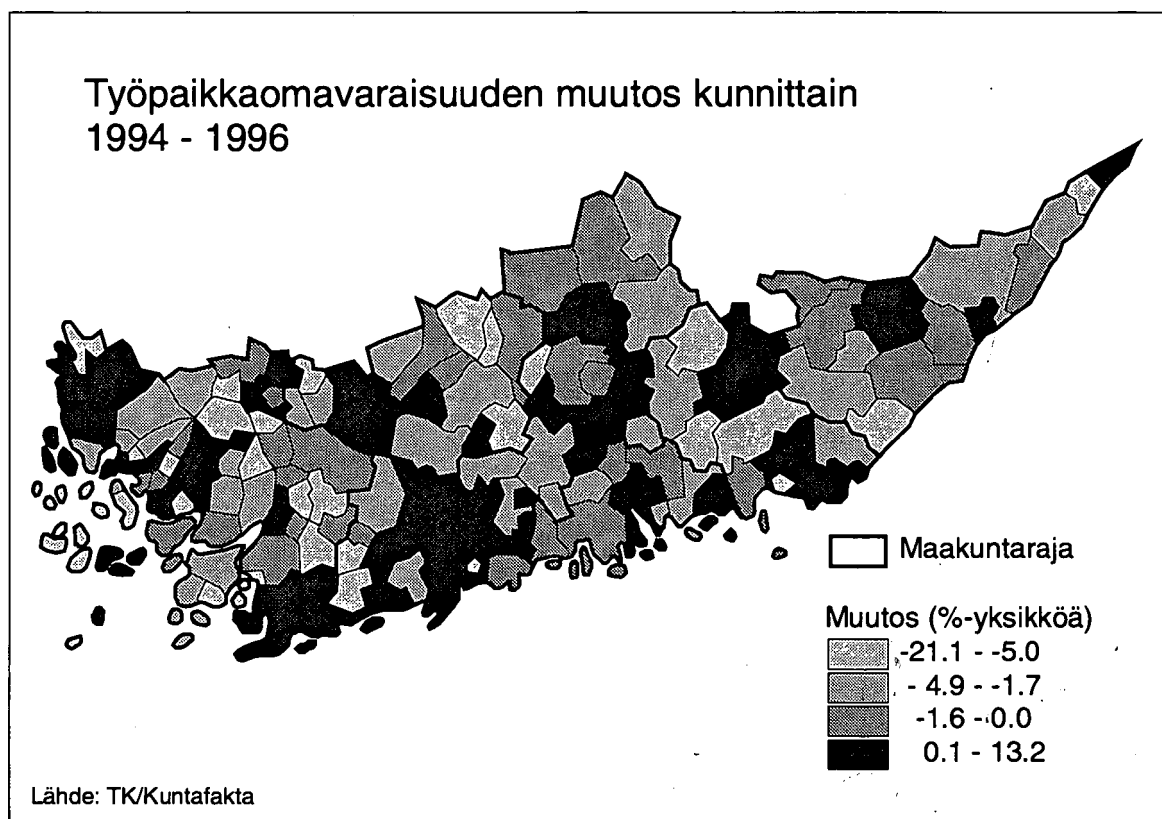 Työpaikkaomavaraisuuden muutos kunnittain
1994 - 1996
Maakuntaraja
Muutos (%-yksikköä)
-21.1 - -5.0
- 4.9 - -1.7
-1.6 - 0.0
0.1 - 13.2
Lähde: TK/Kuntafakta